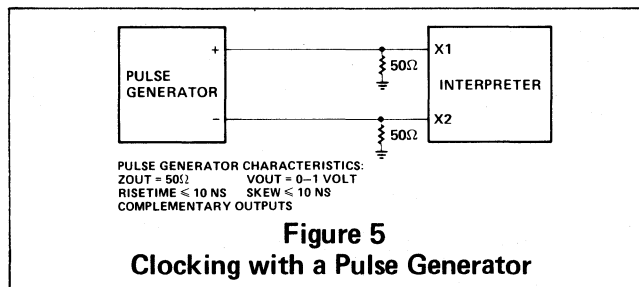 +
X1
50Ω
PULSE
GENERATOR
INTERPRETER
−
X2
50Ω
PULSE GENERATOR CHARACTERISTICS:
ZOUT = 50Ω VOUT = 0–1 VOLT
RISETIME ⩽ 10 NS SKEW ⩽ 10 NS
COMPLEMENTARY OUTPUTS
Figure 5
Clocking with a Pulse Generator